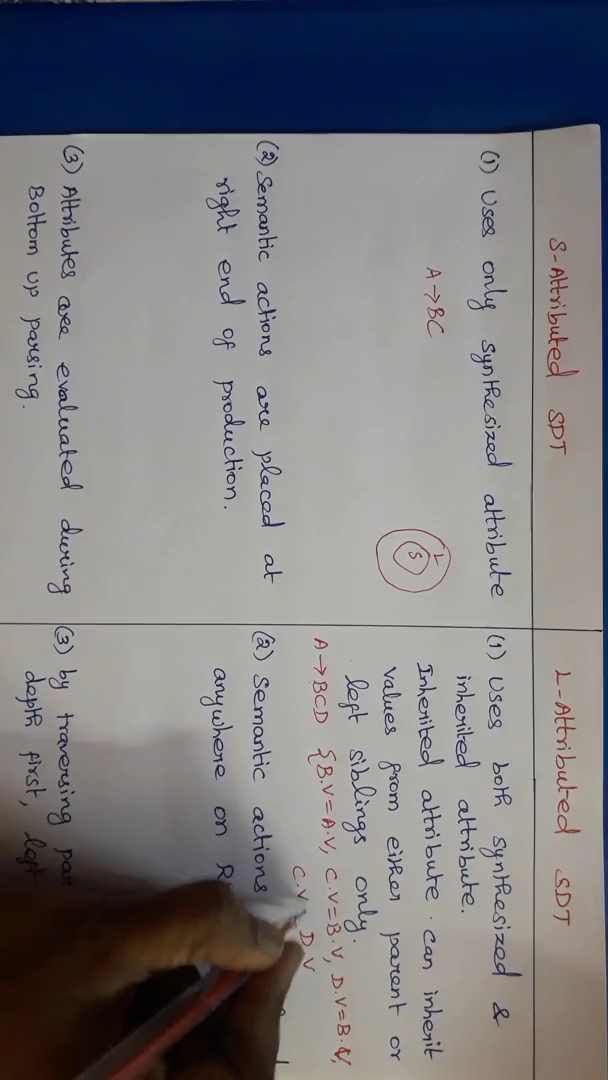 S-Attributed SDT
(1) Uses only synthesized attribute
A→BC
L
S
(2) Semantic actions are placed at
right end of production.
(3) Attributes are evaluated during
Bottom up parsing.
L-Attributed SDT
(1) Uses both synthesized &
inherited attribute.
Inherited attribute can inherit
values from either parent or
left siblings only.
A→BCD {B.V=A.V, C.V=B.V, D.V=B.V,
C.V D.V
(2) Semantic actions
anywhere on
(3) by traversing
depth first, left